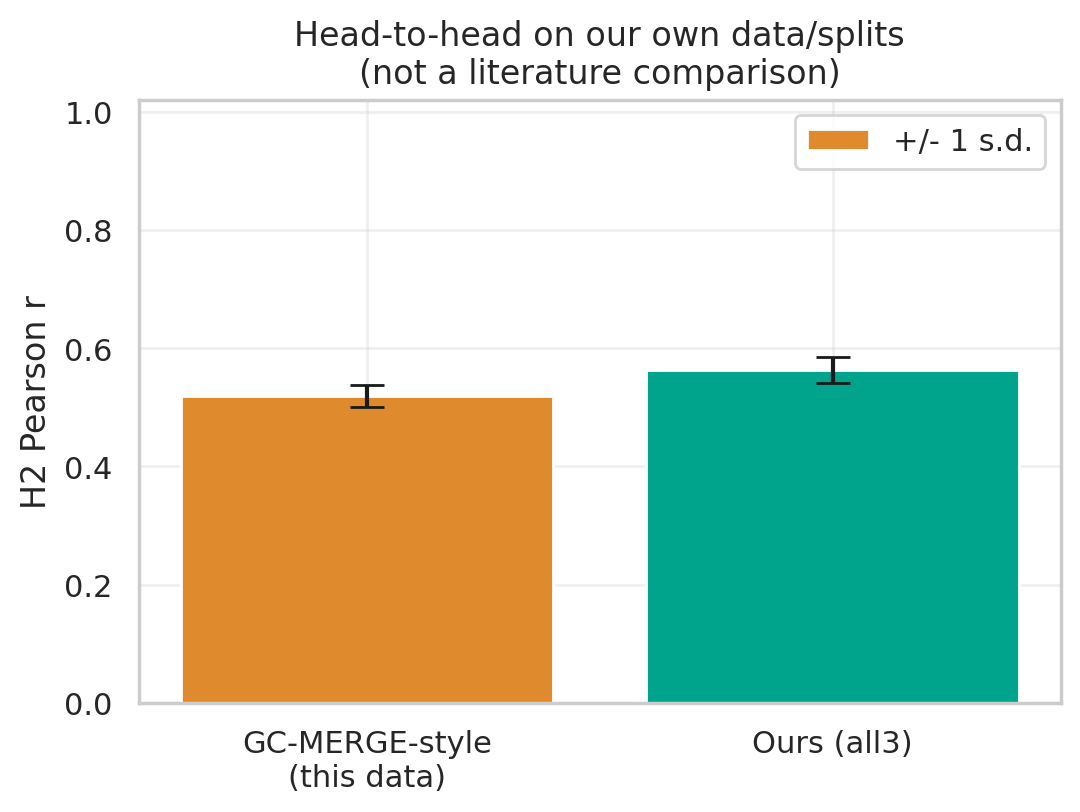 Head-to-head on our own data/splits
(not a literature comparison)
+/- 1 s.d.
H2 Pearson r
1.0
0.8
0.6
0.4
0.2
0.0
GC-MERGE-style
(this data)
Ours (all3)